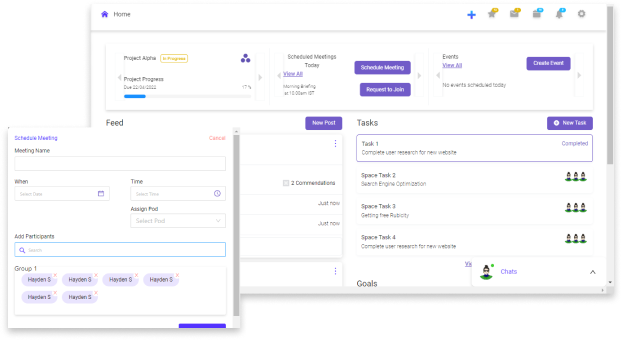 Home
Project Alpha
In Progress
Project Progress
Due 22/03/2022
17 %
Scheduled Meetings
Today
View All
Morning Briefing
at 10.00am IST
Schedule Meeting
Request to Join
Events
View All
No events scheduled today
Create Event
Feed
New Post
2 Commendations
Just now
Just now
Tasks
New Task
Task 1
Completed
Complete user research for new website
Space Task 2
Search Engine Optimization
Space Task 3
Getting free Rubicity
Space Task 4
Complete user research for new website
Goals
Chats
Schedule Meeting
Cancel
Meeting Name
When
Time
Select Date
Select Time
Assign Pod
Select Pod
Add Participants
Search
Group 1
Hayden S
Hayden S
Hayden S
Hayden S
Hayden S
Hayden S